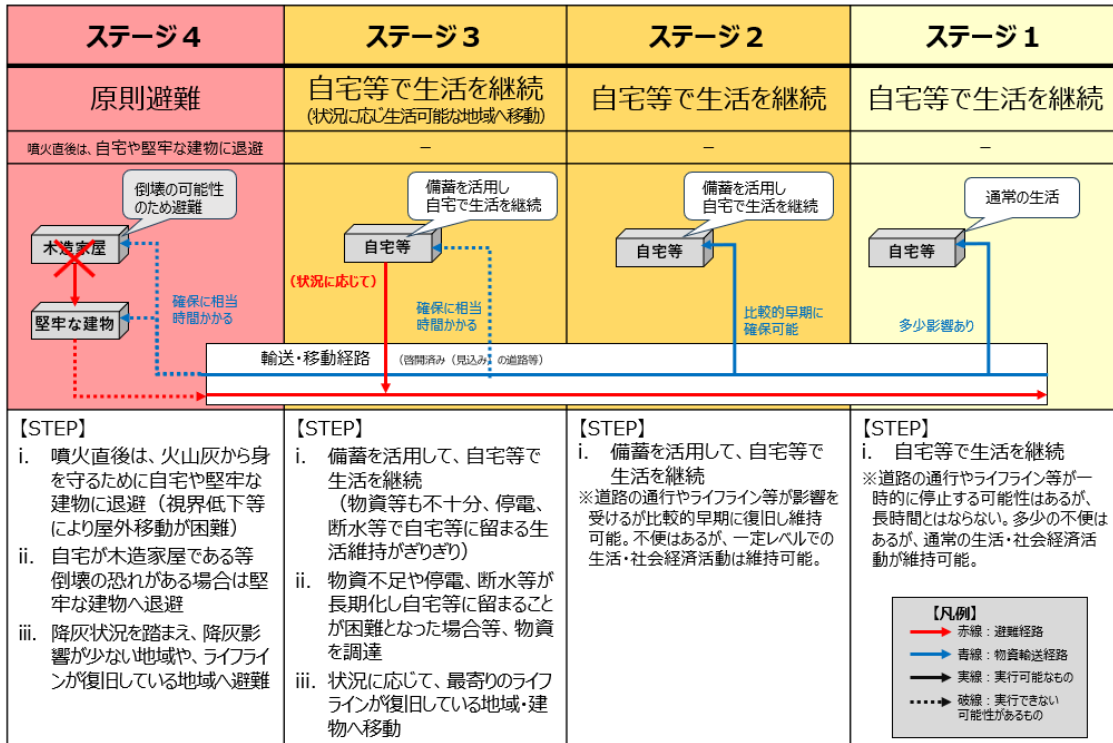 ステージ４
ステージ３
ステージ２
ステージ１
原則避難
自宅等で生活を継続
(状況に応じ生活可能な地域へ移動)
自宅等で生活を継続
自宅等で生活を継続
噴火直後は、自宅や堅牢な建物に退避
－
－
－
倒壊の可能性
のため避難
木造家屋
堅牢な建物
確保に相当
時間かかる
備蓄を活用し
自宅で生活を継続
自宅等
(状況に応じて)
確保に相当
時間かかる
備蓄を活用し
自宅で生活を継続
自宅等
比較的早期に
確保可能
通常の生活
自宅等
多少影響あり
輸送・移動経路 （啓開済み（見込み）の道路等）
【STEP】
i. 噴火直後は、火山灰から身
を守るために自宅や堅牢な
建物に退避（視界低下等
により屋外移動が困難）
ii. 自宅が木造家屋である等
倒壊の恐れがある場合は堅
牢な建物へ退避
iii. 降灰状況を踏まえ、降灰影
響が少ない地域や、ライフライ
ンが復旧している地域へ避難
【STEP】
i. 備蓄を活用して、自宅等で
生活を継続
（物資等も不十分、停電、
断水等で自宅等に留まる生
活維持がぎりぎり）
ii. 物資不足や停電、断水等が
長期化し自宅等に留まること
が困難となった場合等、物資
を調達
iii. 状況に応じて、最寄りのライフ
ラインが復旧している地域・建
物へ移動
【STEP】
i. 備蓄を活用して、自宅等で
生活を継続
※道路の通行やライフライン等が影響を
受けるが比較的早期に復旧し維持
可能。不便はあるが、一定レベルでの
生活・社会経済活動は維持可能。
【STEP】
i. 自宅等で生活を継続
※道路の通行やライフライン等が一
時的に停止する可能性はあるが、
長時間とはならない。多少の不便は
あるが、通常の生活・社会経済活
動が維持可能。
【凡例】
赤線：避難経路
青線：物資輸送経路
実線：実行可能なもの
破線：実行できない
可能性があるもの